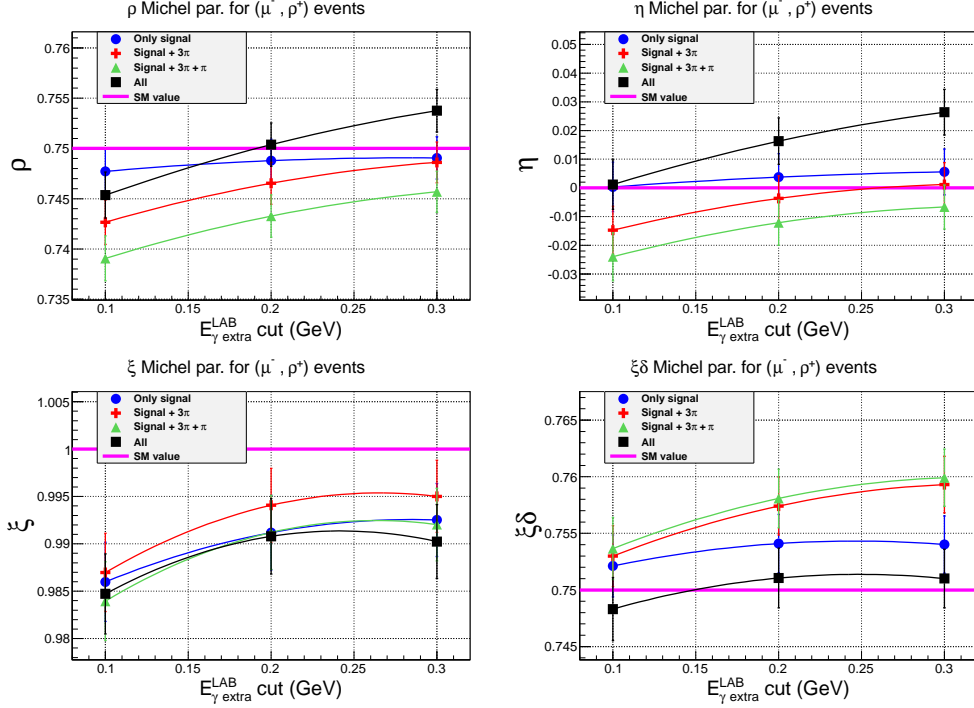 ρ Michel par. for (μ⁻ , ρ⁺) events
0.76
0.755
0.75
0.745
0.74
0.735
ρ
Only signal
Signal + 3π
Signal + 3π + π
All
SM value
0.1 0.15 0.2 0.25 0.3
E^LAB_γ extra cut (GeV)
η Michel par. for (μ⁻ , ρ⁺) events
0.05
0.04
0.03
0.02
0.01
0
-0.01
-0.02
-0.03
η
Only signal
Signal + 3π
Signal + 3π + π
All
SM value
0.1 0.15 0.2 0.25 0.3
E^LAB_γ extra cut (GeV)
ξ Michel par. for (μ⁻ , ρ⁺) events
1.005
1
0.995
0.99
0.985
0.98
ξ
Only signal
Signal + 3π
Signal + 3π + π
All
SM value
0.1 0.15 0.2 0.25 0.3
E^LAB_γ extra cut (GeV)
ξδ Michel par. for (μ⁻ , ρ⁺) events
0.765
0.76
0.755
0.75
0.745
ξδ
Only signal
Signal + 3π
Signal + 3π + π
All
SM value
0.1 0.15 0.2 0.25 0.3
E^LAB_γ extra cut (GeV)